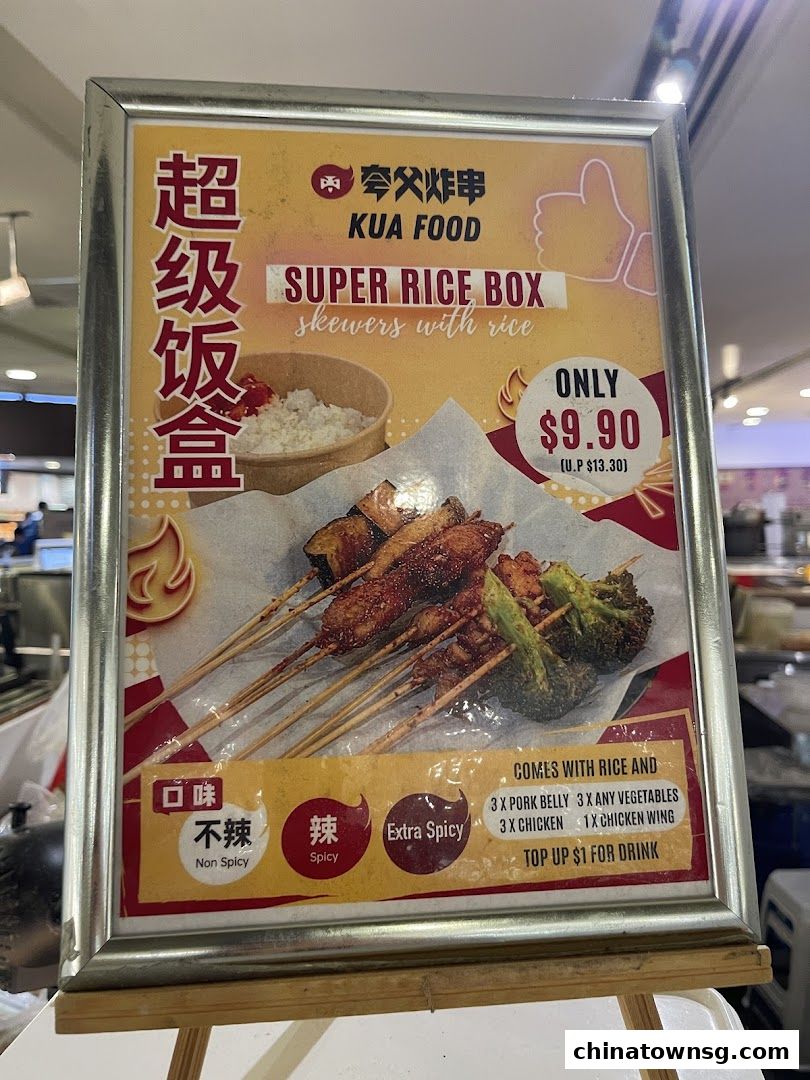 超级饭盒
夸父炸串
KUA FOOD
SUPER RICE BOX
skewers with rice
ONLY
$9.90
(U.P $13.30)
口味
不辣
Non Spicy
辣
Spicy
Extra Spicy
COMES WITH RICE AND
3 X PORK BELLY 3 X ANY VEGETABLES
3 X CHICKEN 1 X CHICKEN WING
TOP UP $1 FOR DRINK
chinatownsg.com